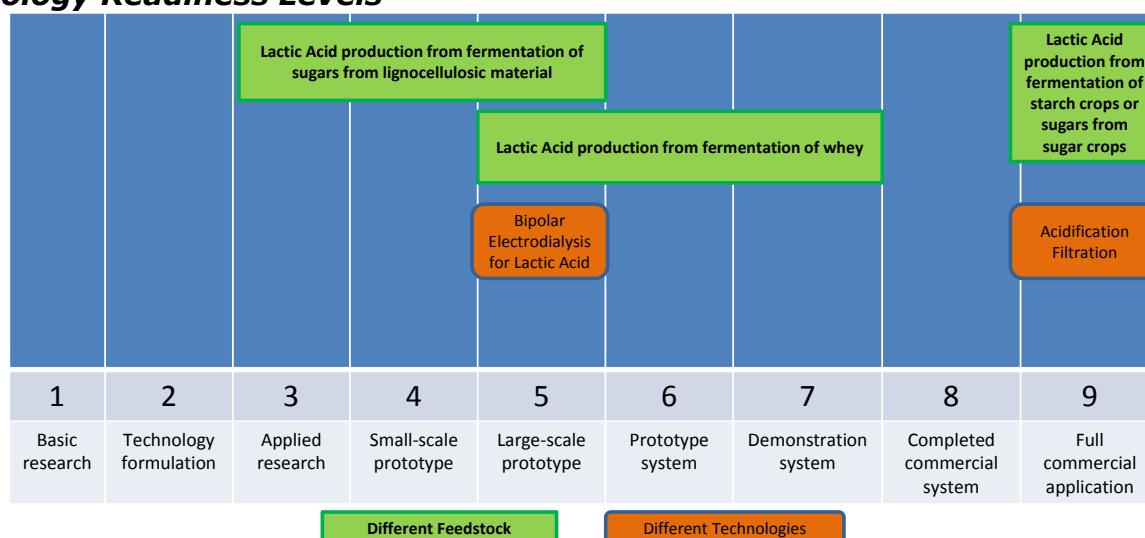 ology Readiness Levels
Lactic Acid production from fermentation of
sugars from lignocellulosic material
Lactic Acid
production from
fermentation of
starch crops or
sugars from
sugar crops
Lactic Acid production from fermentation of whey
Bipolar
Electrodialysis
for Lactic Acid
Acidification
Filtration
1 2 3 4 5 6 7 8 9
Basic
research
Technology
formulation
Applied
research
Small-scale
prototype
Large-scale
prototype
Prototype
system
Demonstration
system
Completed
commercial
system
Full
commercial
application
Different Feedstock
Different Technologies